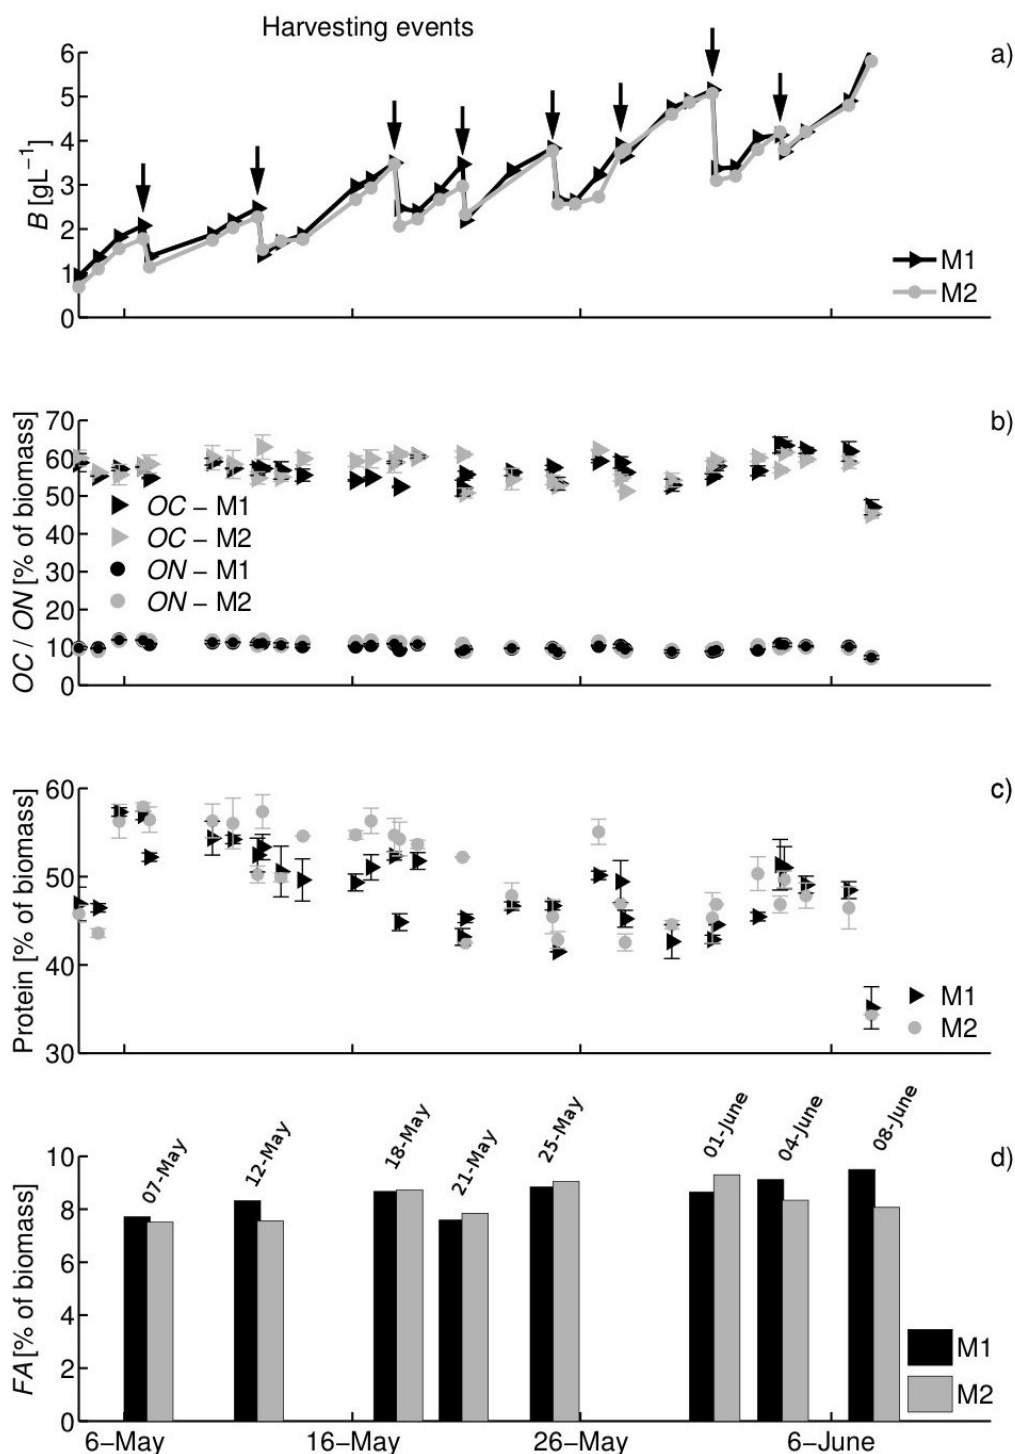 Harvesting events
a)
6
5
4
3
2
1
0
B [gL⁻¹]
M1
M2
b)
70
60
50
40
30
20
10
0
OC / ON [% of biomass]
OC – M1
OC – M2
ON – M1
ON – M2
c)
60
50
40
30
Protein [% of biomass]
M1
M2
d)
10
8
6
4
2
0
FA [% of biomass]
07-May
12-May
18-May
21-May
25-May
01-June
04-June
08-June
M1
M2
6–May 16–May 26–May 6–June